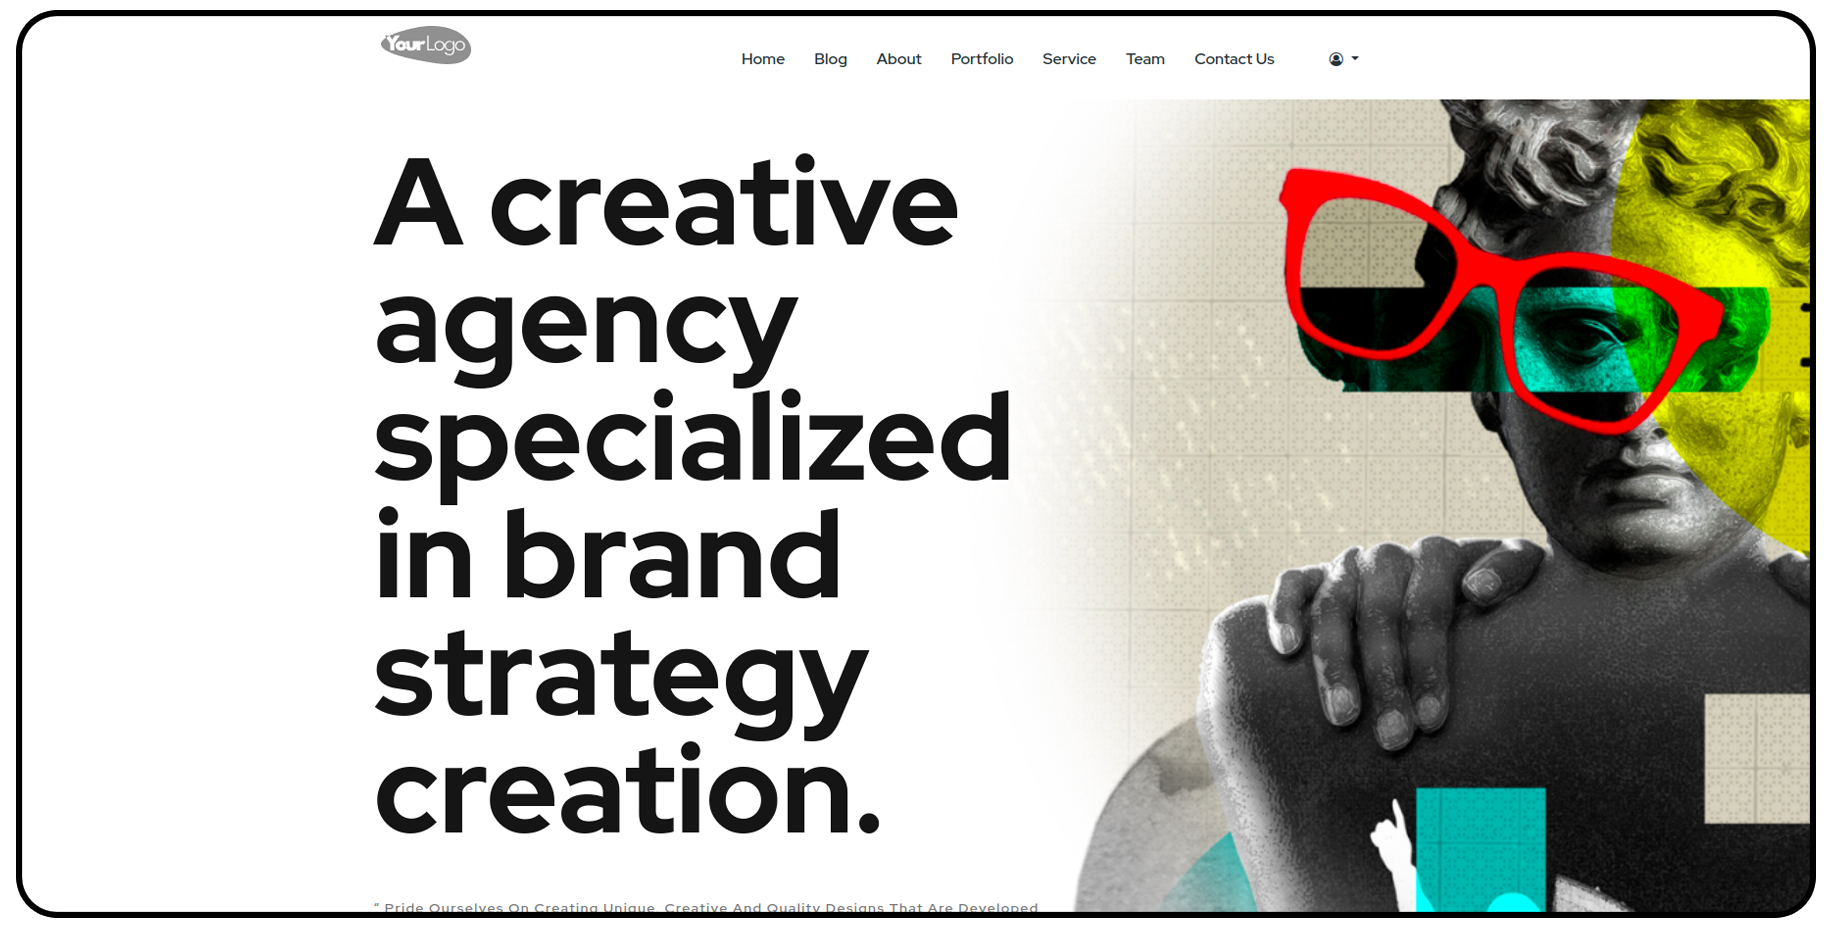 YourLogo
Home Blog About Portfolio Service Team Contact Us
A creative
agency
specialized
in brand
strategy
creation.
“ Pride Ourselves On Creating Unique, Creative And Quality Designs That Are Developed